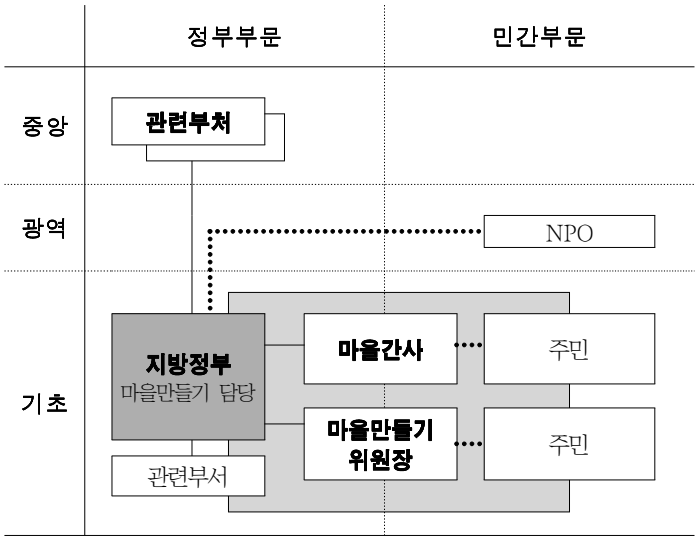 정부부문
민간부문
중앙
관련부처
광역
NPO
기초
지방정부
마을만들기 담당
관련부서
마을간사
주민
마을만들기
위원장
주민